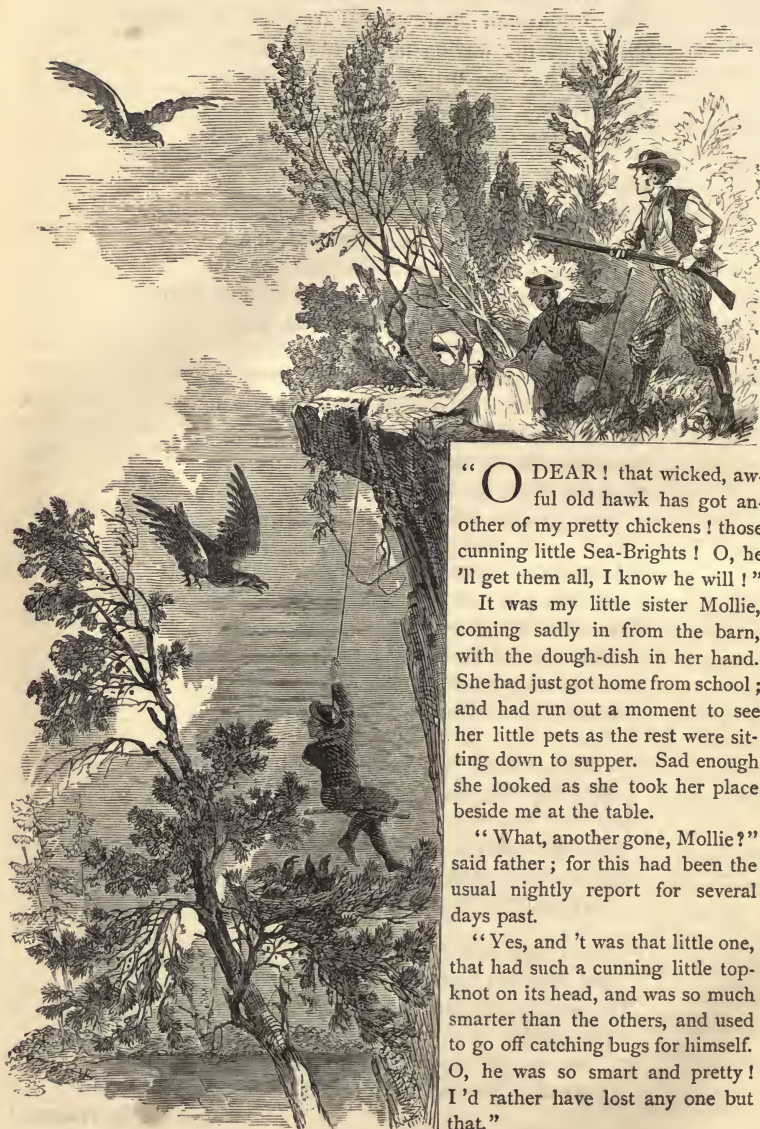 “O DEAR! that wicked, aw-
ful old hawk has got an-
other of my pretty chickens! those
cunning little Sea-Brights! O, he
’ll get them all, I know he will!”
It was my little sister Mollie,
coming sadly in from the barn,
with the dough-dish in her hand.
She had just got home from school;
and had run out a moment to see
her little pets as the rest were sit-
ting down to supper. Sad enough
she looked as she took her place
beside me at the table.
“What, another gone, Mollie?”
said father; for this had been the
usual nightly report for several
days past.
“Yes, and ’t was that little one,
that had such a cunning little top-
knot on its head, and was so much
smarter than the others, and used
to go off catching bugs for himself.
O, he was so smart and pretty!
I ’d rather have lost any one but
that.”